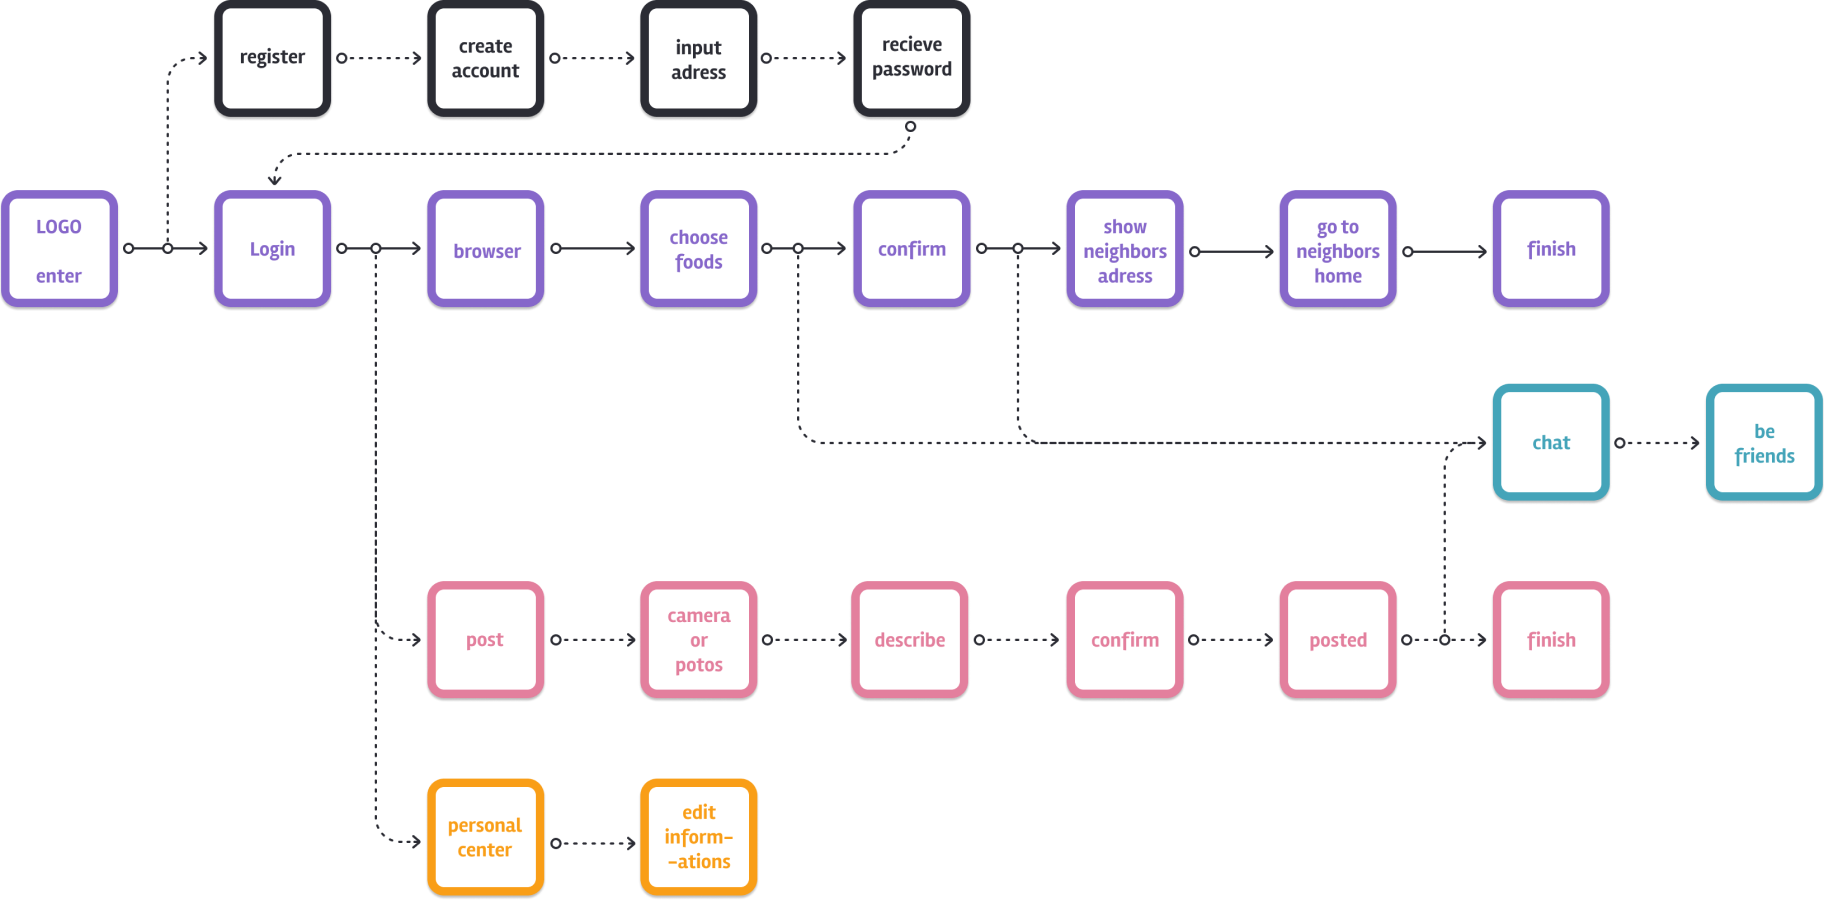 register
create
account
input
adress
recieve
password
LOGO
enter
Login
browser
choose
foods
confirm
show
neighbors
adress
go to
neighbors
home
finish
chat
be
friends
post
camera
or
potos
describe
confirm
posted
finish
personal
center
edit
inform-
-ations